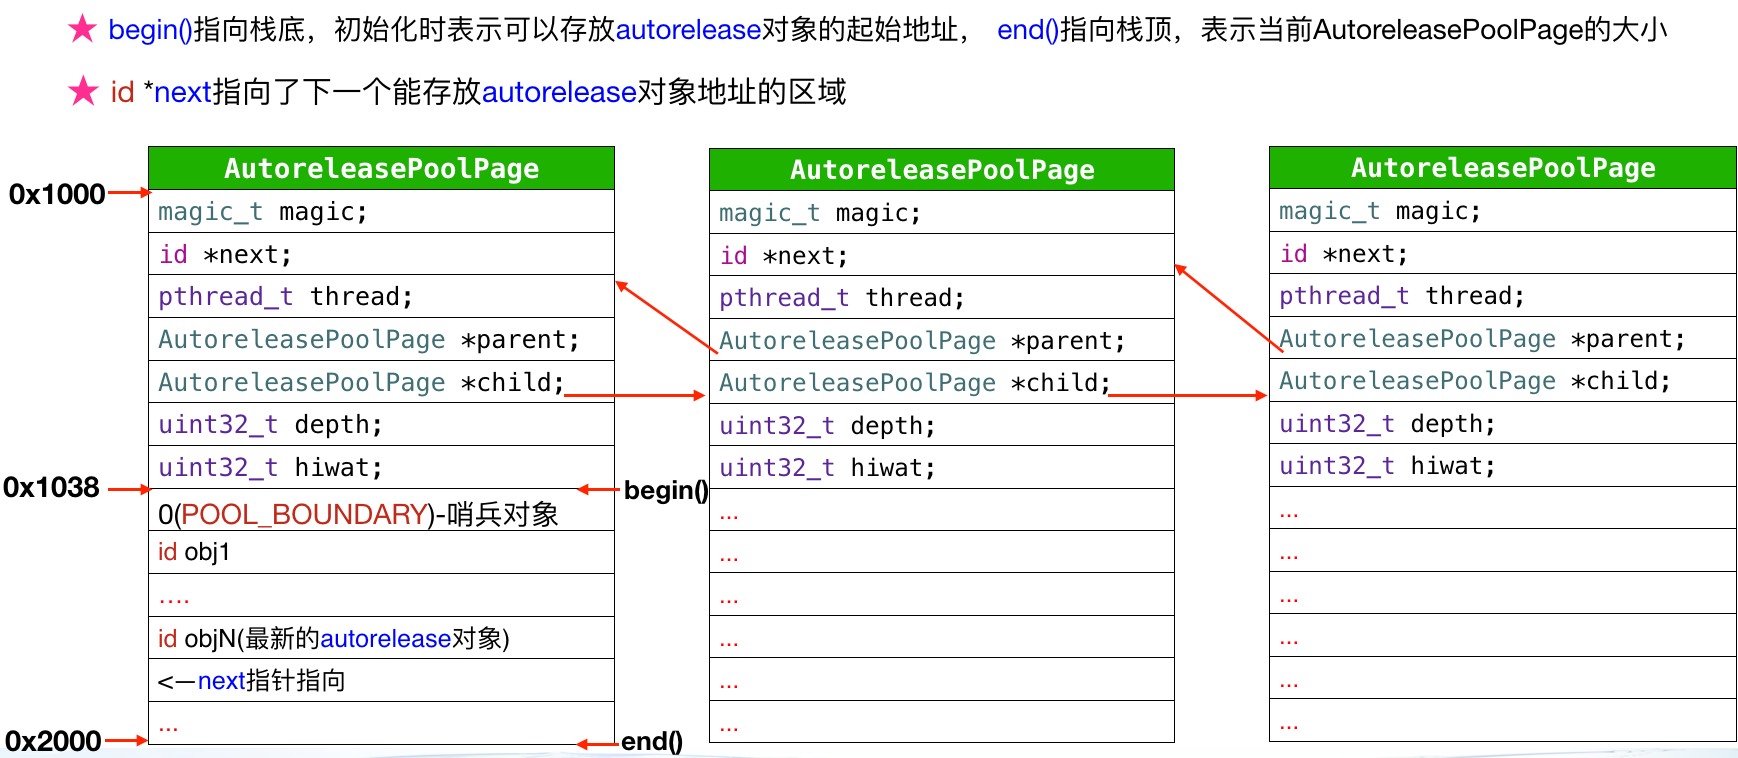 ★ begin()指向栈底，初始化时表示可以存放autorelease对象的起始地址， end()指向栈顶，表示当前AutoreleasePoolPage的大小
★ id *next指向了下一个能存放autorelease对象地址的区域
AutoreleasePoolPage
0x1000
magic_t magic;
id *next;
pthread_t thread;
AutoreleasePoolPage *parent;
AutoreleasePoolPage *child;
uint32_t depth;
uint32_t hiwat;
0x1038
begin()
0(POOL_BOUNDARY)-哨兵对象
id obj1
....
id objN(最新的autorelease对象)
<—next指针指向
...
0x2000
end()
AutoreleasePoolPage
magic_t magic;
id *next;
pthread_t thread;
AutoreleasePoolPage *parent;
AutoreleasePoolPage *child;
uint32_t depth;
uint32_t hiwat;
...
...
...
...
...
...
AutoreleasePoolPage
magic_t magic;
id *next;
pthread_t thread;
AutoreleasePoolPage *parent;
AutoreleasePoolPage *child;
uint32_t depth;
uint32_t hiwat;
...
...
...
...
...
...